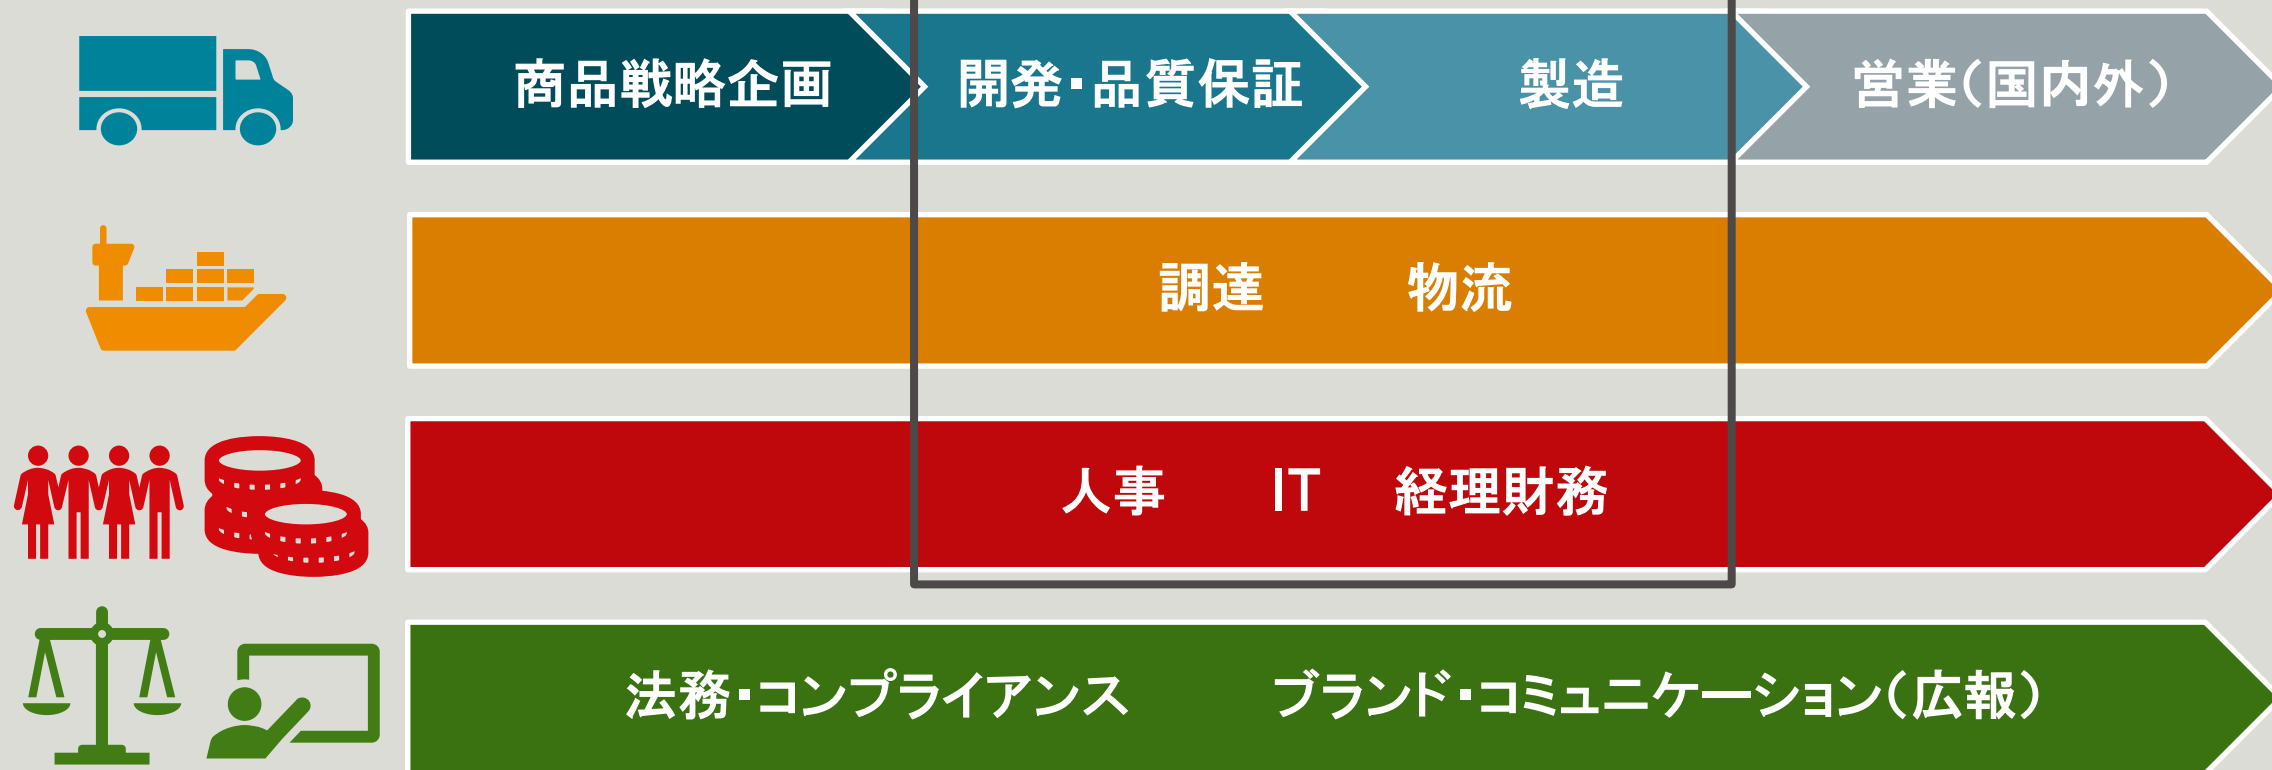 商品戦略企画 開発・品質保証 製造 営業(国内外)
調達 物流
人事 IT 経理財務
法務・コンプライアンス ブランド・コミュニケーション(広報)